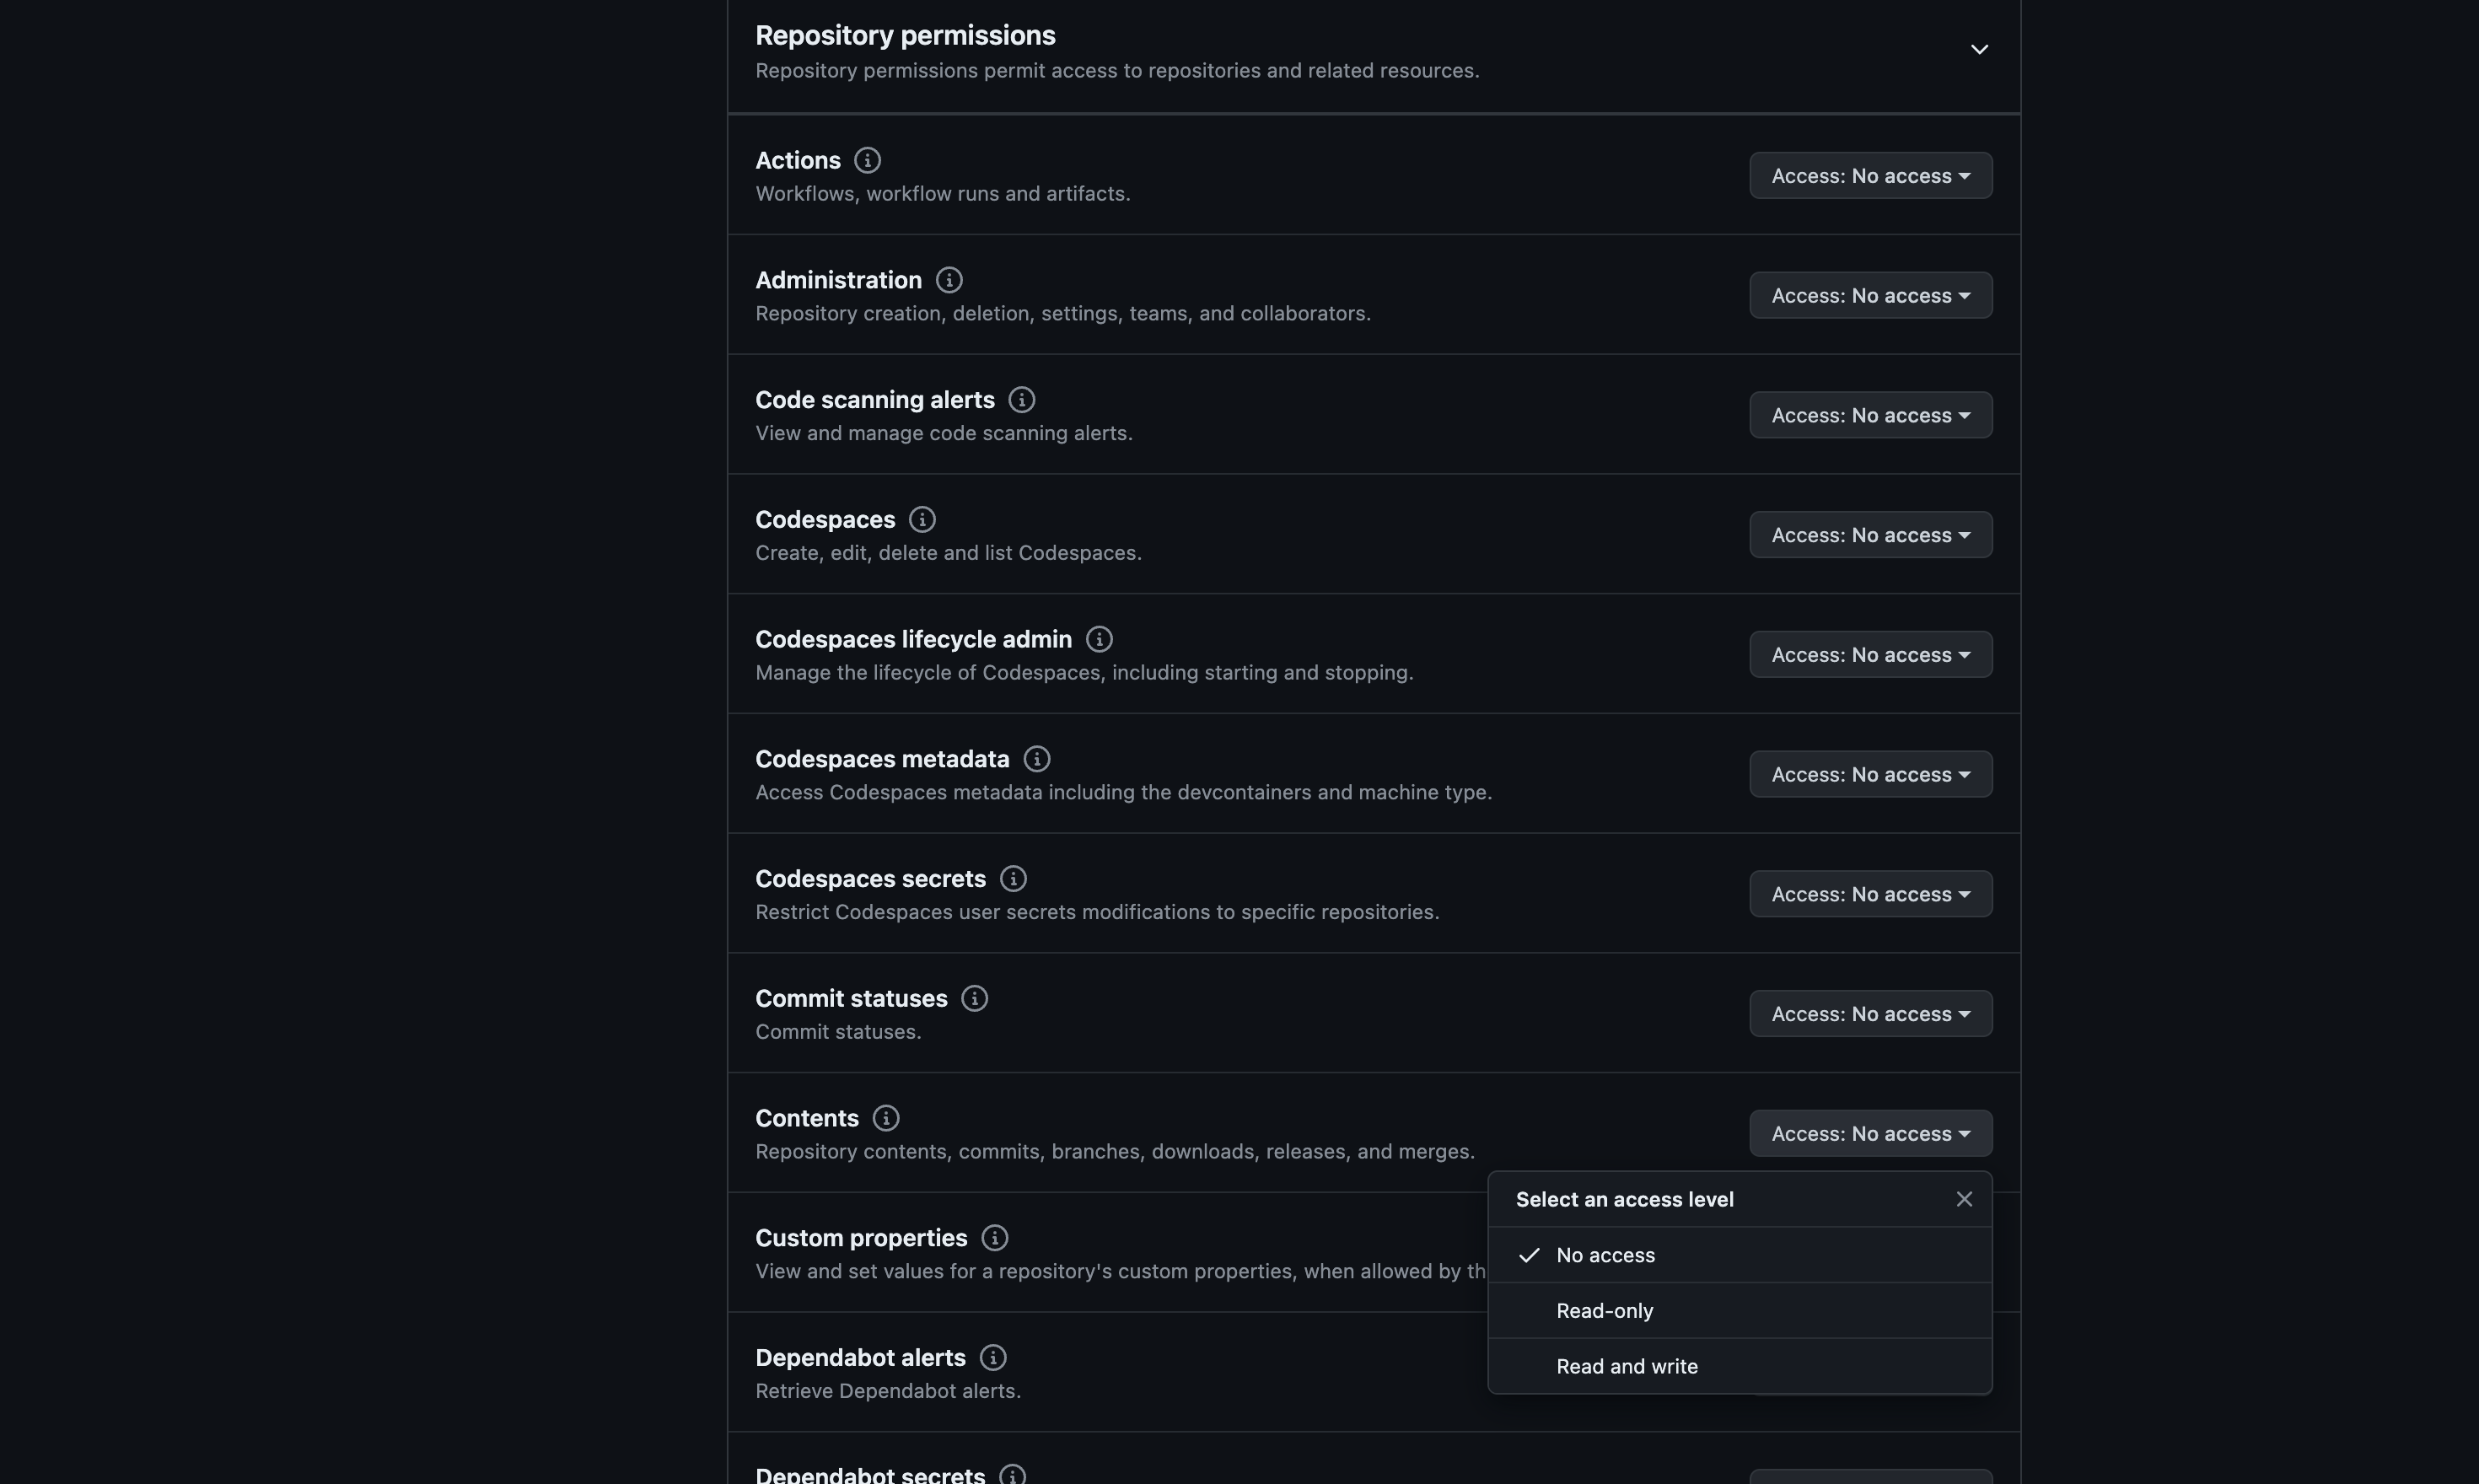 Repository permissions
Repository permissions permit access to repositories and related resources.
Actions
Workflows, workflow runs and artifacts.
Access: No access
Administration
Repository creation, deletion, settings, teams, and collaborators.
Access: No access
Code scanning alerts
View and manage code scanning alerts.
Access: No access
Codespaces
Create, edit, delete and list Codespaces.
Access: No access
Codespaces lifecycle admin
Manage the lifecycle of Codespaces, including starting and stopping.
Access: No access
Codespaces metadata
Access Codespaces metadata including the devcontainers and machine type.
Access: No access
Codespaces secrets
Restrict Codespaces user secrets modifications to specific repositories.
Access: No access
Commit statuses
Commit statuses.
Access: No access
Contents
Repository contents, commits, branches, downloads, releases, and merges.
Access: No access
Select an access level
No access
Read-only
Read and write
Custom properties
View and set values for a repository's custom properties, when allowed by th
Dependabot alerts
Retrieve Dependabot alerts.
Dependabot secrets